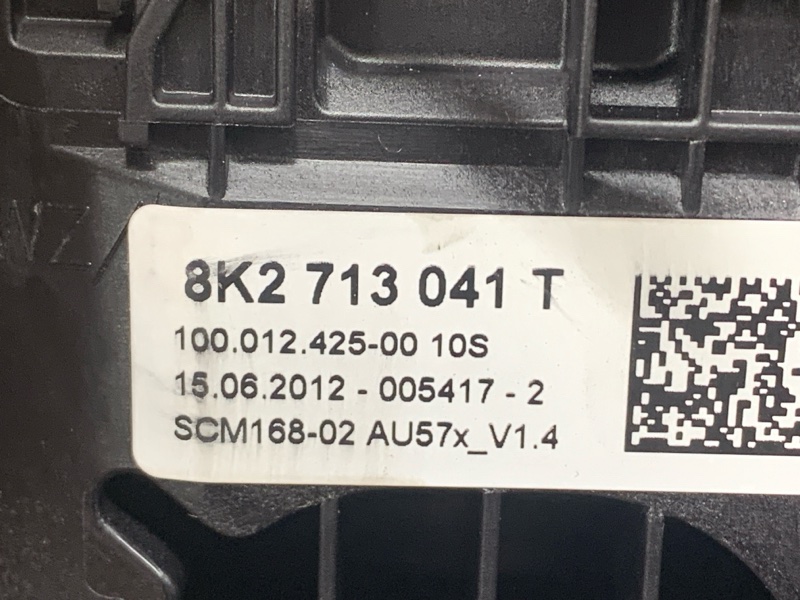 8K2 713 041 T
100.012.425-00 10S
15.06.2012 - 005417 - 2
SCM168-02 AU57x_V1.4